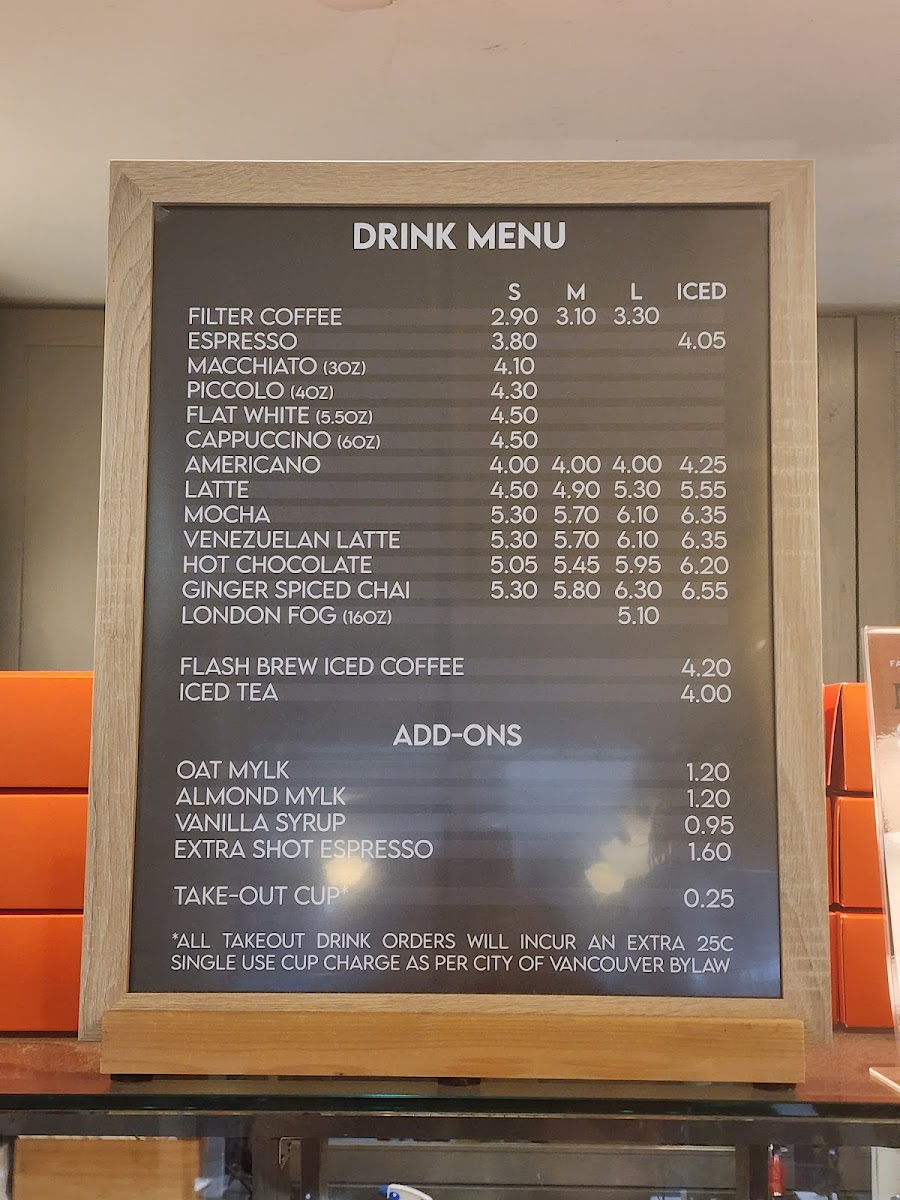 DRINK MENU
S M L ICED
FILTER COFFEE 2.90 3.10 3.30
ESPRESSO 3.80 4.05
MACCHIATO (3OZ) 4.10
PICCOLO (4OZ) 4.30
FLAT WHITE (5.5OZ) 4.50
CAPPUCCINO (6OZ) 4.50
AMERICANO 4.00 4.00 4.00 4.25
LATTE 4.50 4.90 5.30 5.55
MOCHA 5.30 5.70 6.10 6.35
VENEZUELAN LATTE 5.30 5.70 6.10 6.35
HOT CHOCOLATE 5.05 5.45 5.95 6.20
GINGER SPICED CHAI 5.30 5.80 6.30 6.55
LONDON FOG (16OZ) 5.10
FLASH BREW ICED COFFEE 4.20
ICED TEA 4.00
ADD-ONS
OAT MYLK 1.20
ALMOND MYLK 1.20
VANILLA SYRUP 0.95
EXTRA SHOT ESPRESSO 1.60
TAKE-OUT CUP* 0.25
*ALL TAKEOUT DRINK ORDERS WILL INCUR AN EXTRA 25C
SINGLE USE CUP CHARGE AS PER CITY OF VANCOUVER BYLAW